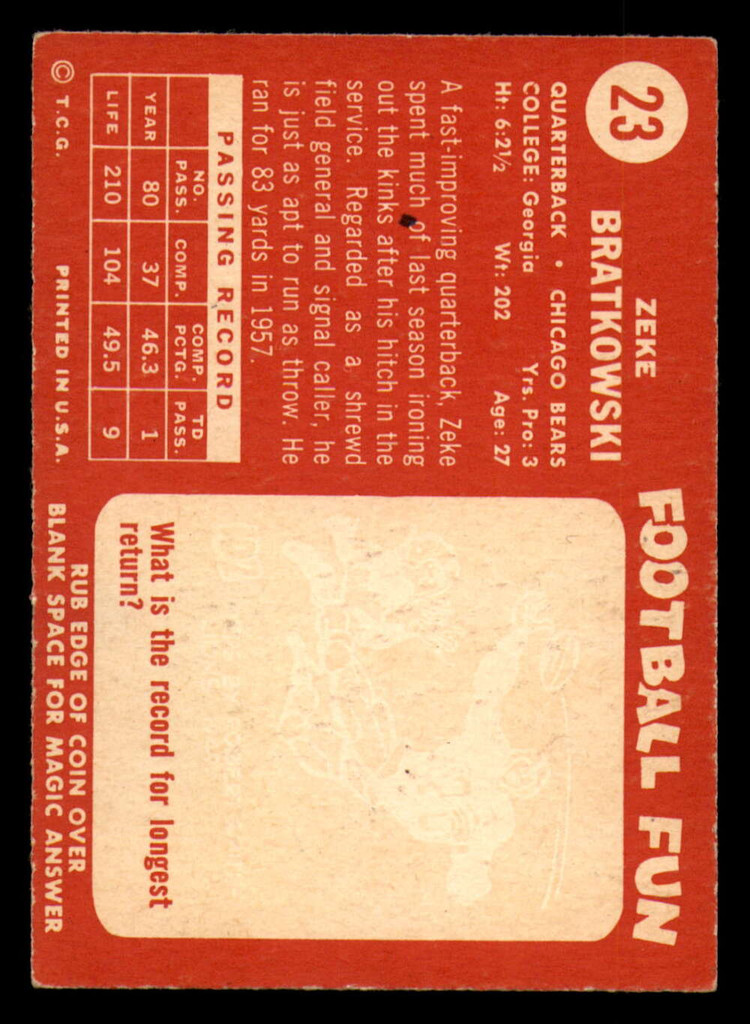 23
ZEKE
BRATKOWSKI
QUARTERBACK • CHICAGO BEARS
COLLEGE: Georgia Yrs. Pro: 3
Ht: 6:2½ Wt: 202 Age: 27
A fast-improving quarterback, Zeke
spent much of last season ironing
out the kinks after his hitch in the
service. Regarded as a shrewd
field general and signal caller, he
is just as apt to run as throw. He
ran for 83 yards in 1957.
PASSING RECORD
NO. PASS. COMP. COMP. PCTG. TD PASS.
YEAR 80 37 46.3 1
LIFE 210 104 49.5 9
© T.C.G. PRINTED IN U.S.A.
FOOTBALL FUN
What is the record for longest
return?
RUB EDGE OF COIN OVER
BLANK SPACE FOR MAGIC ANSWER